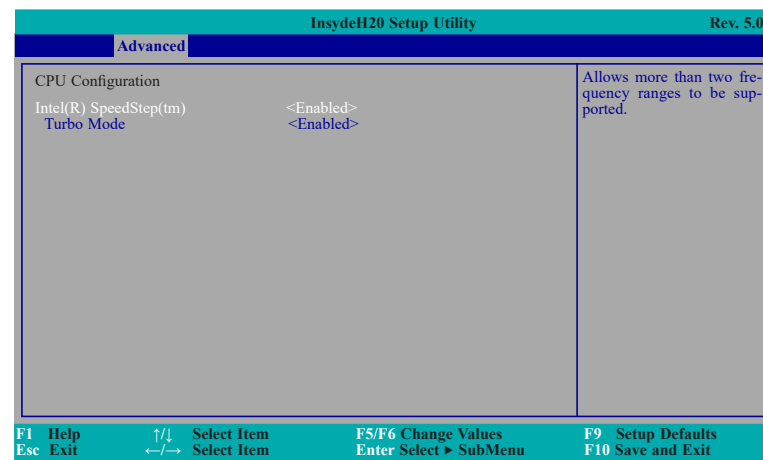 InsydeH20 Setup Utility Rev. 5.0
Advanced
CPU Configuration
Intel(R) SpeedStep(tm) <Enabled>
Turbo Mode <Enabled>
Allows more than two fre-
quency ranges to be sup-
ported.
F1 Help ↑/↓ Select Item F5/F6 Change Values F9 Setup Defaults
Esc Exit ←/→ Select Item Enter Select ► SubMenu F10 Save and Exit